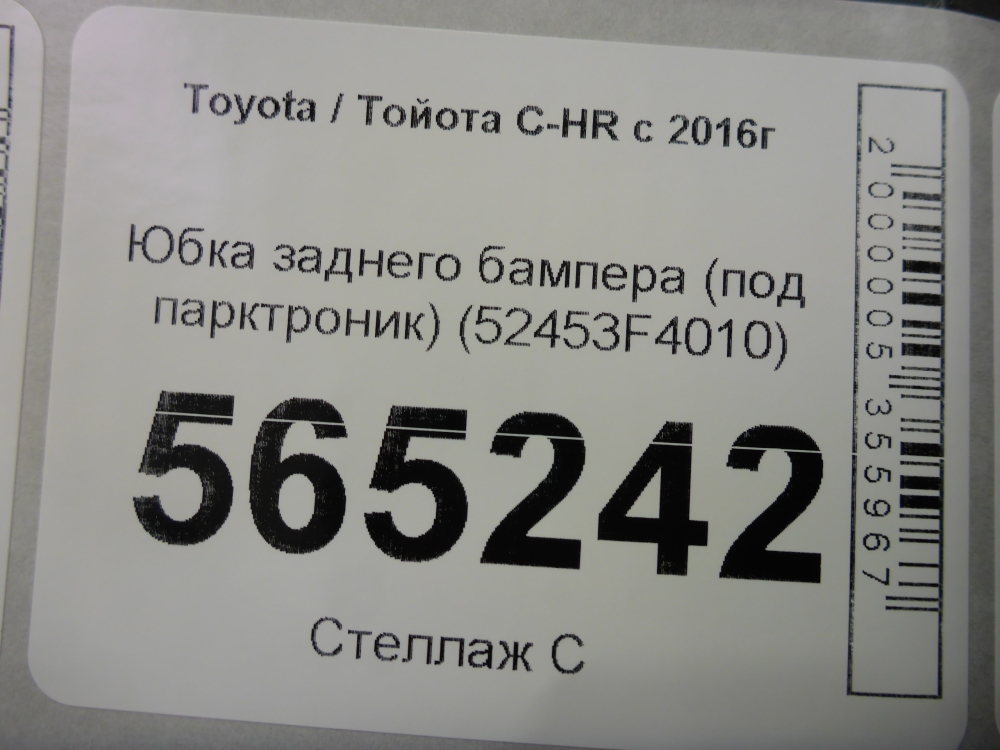 Toyota / Тойота C-HR с 2016г
Юбка заднего бампера (под
парктроник) (52453F4010)
565242
Стеллаж С
2000005355967